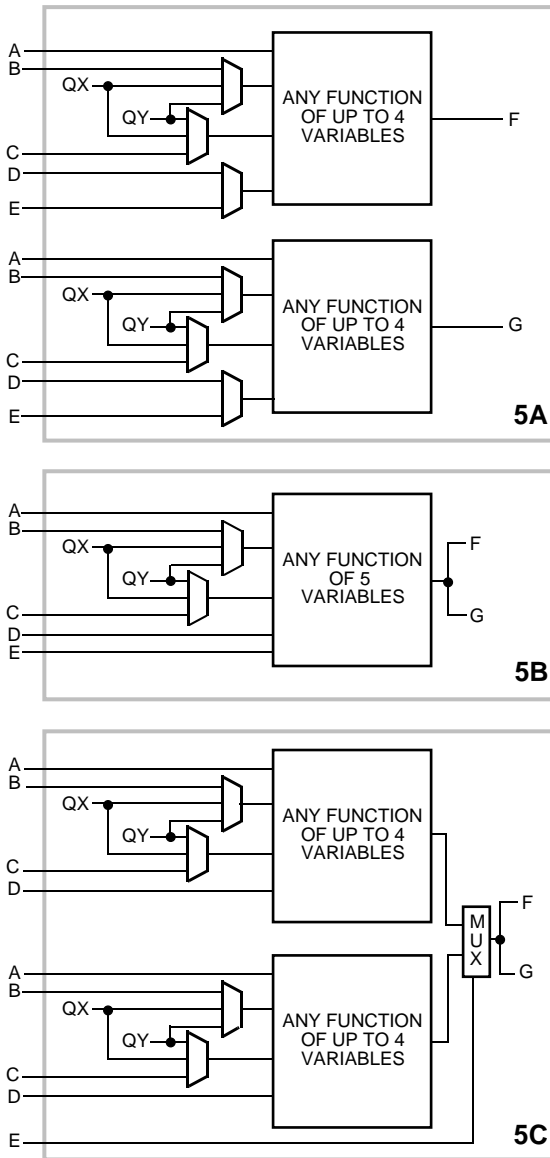 A
B
QX
QY
C
D
E
ANY FUNCTION
OF UP TO 4
VARIABLES
F
A
B
QX
QY
C
D
E
ANY FUNCTION
OF UP TO 4
VARIABLES
G
5A
A
B
QX
QY
C
D
E
ANY FUNCTION
OF 5
VARIABLES
F
G
5B
A
B
QX
QY
C
D
ANY FUNCTION
OF UP TO 4
VARIABLES
M
U
X
F
G
A
B
QX
QY
C
D
ANY FUNCTION
OF UP TO 4
VARIABLES
E
5C